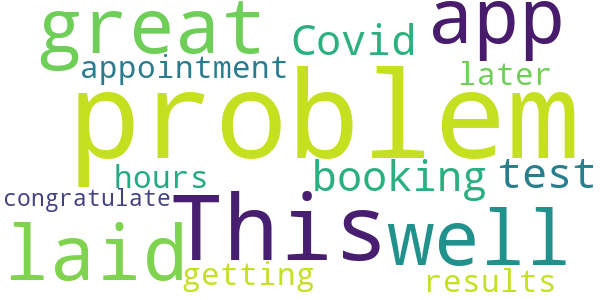 great Covid app
appointment later
problem
hours booking test
congratulate This well
laid getting results